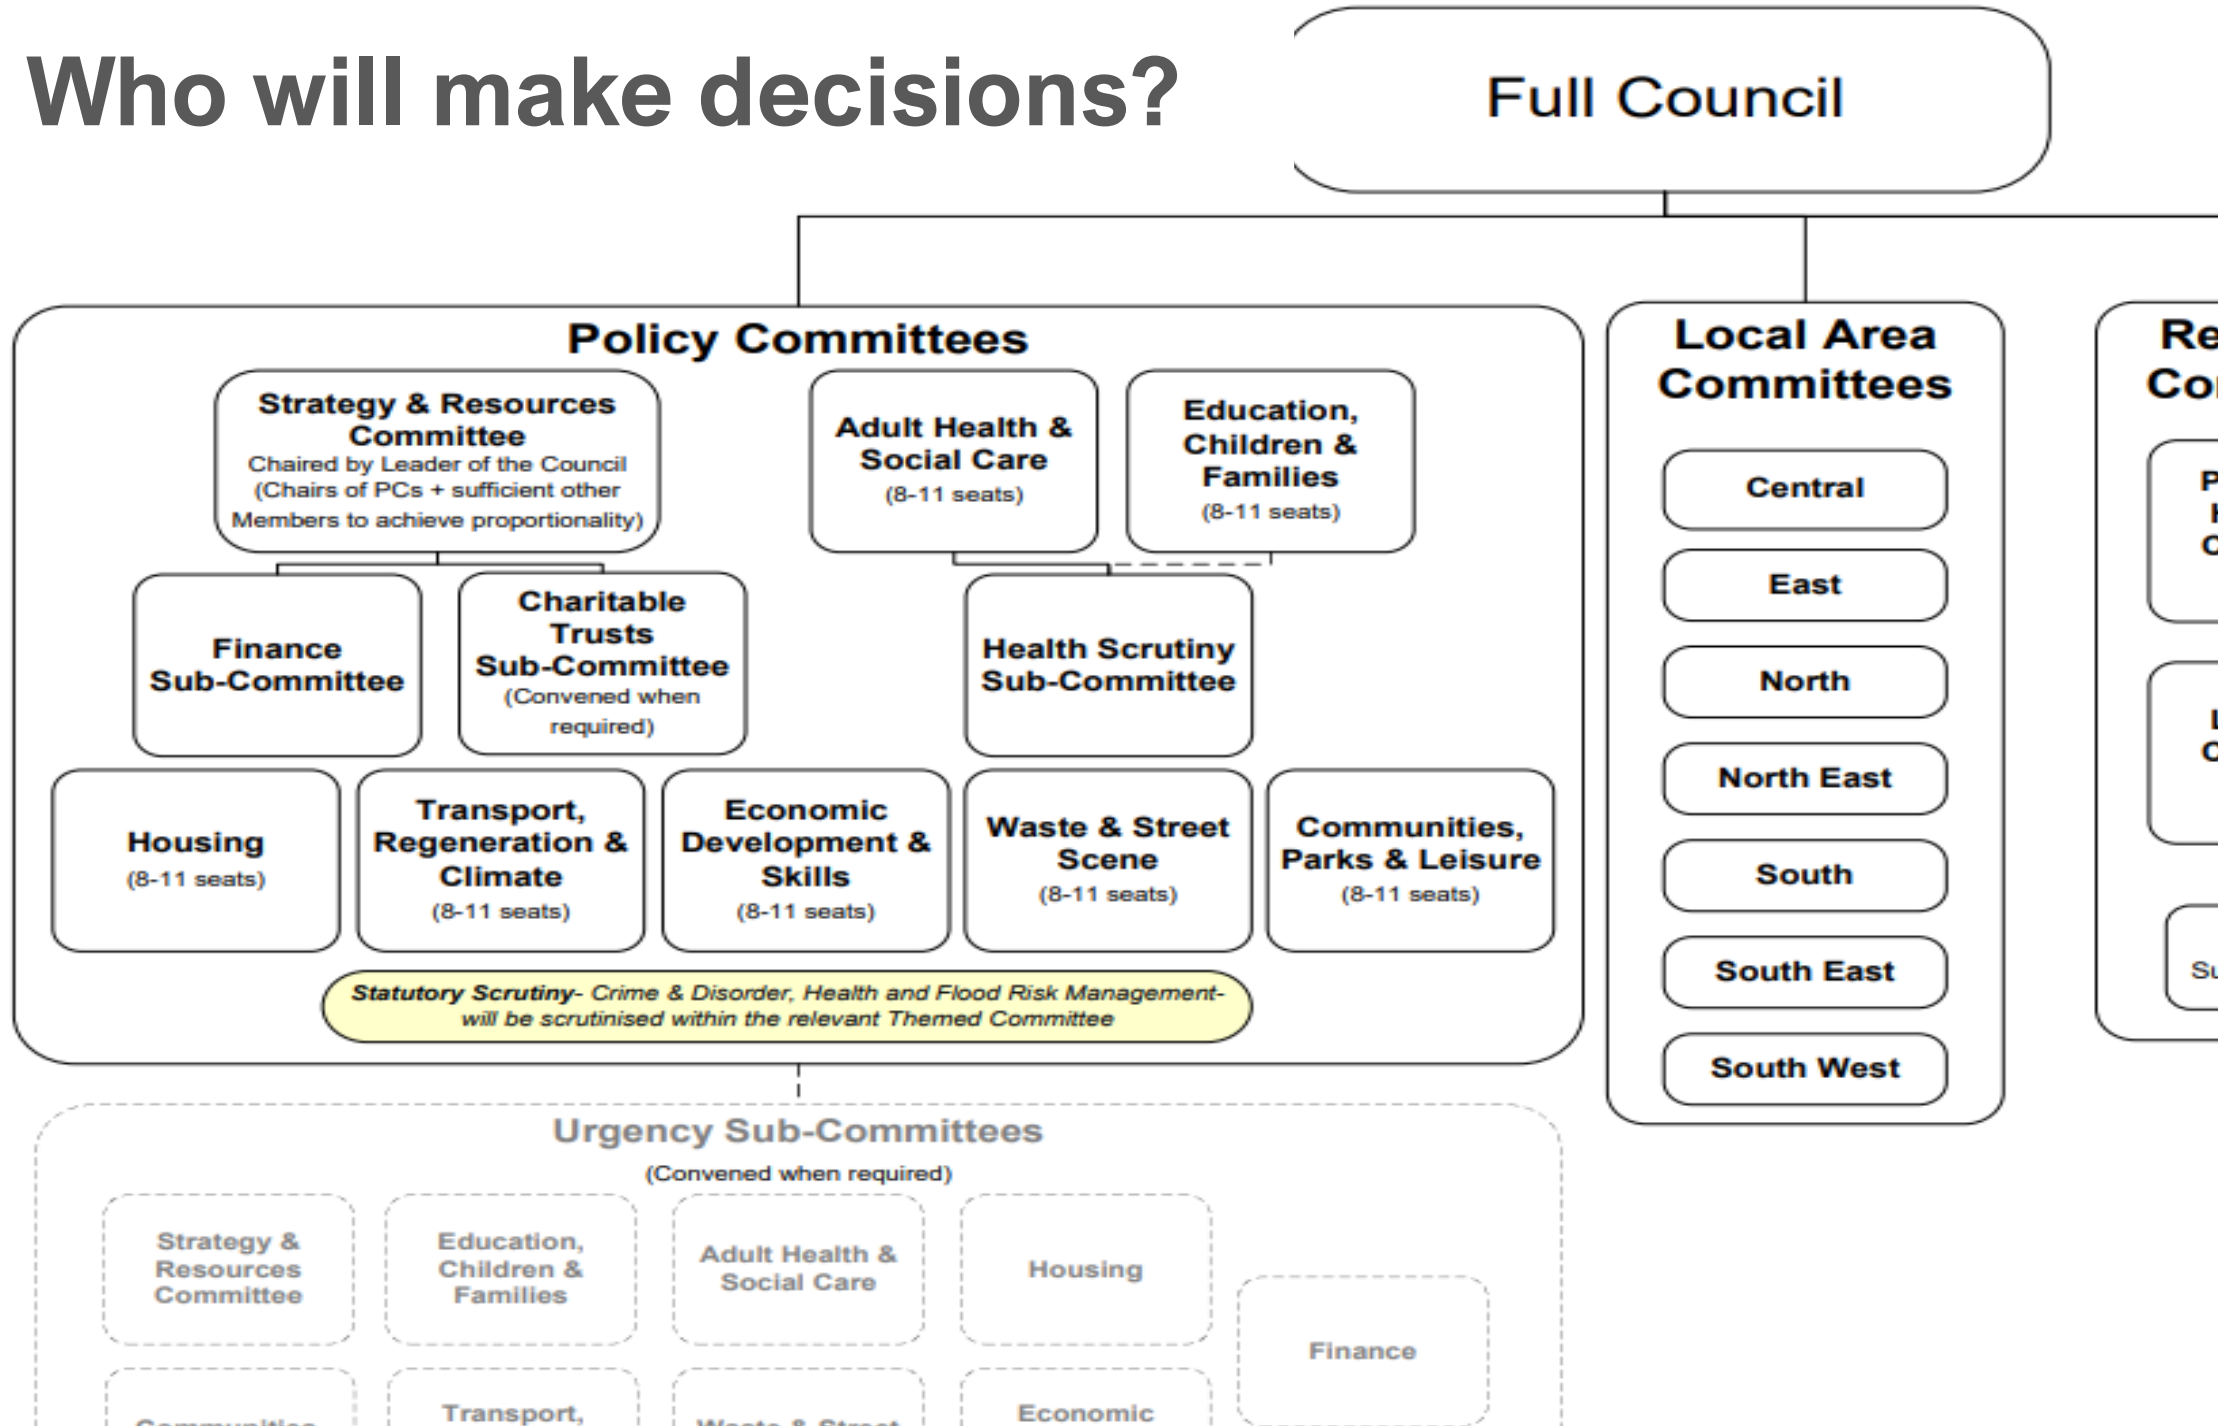 Who will make decisions?
Full Council
Policy Committees
Strategy & Resources
Committee
Chaired by Leader of the Council
(Chairs of PCs + sufficient other
Members to achieve proportionality)
Adult Health &
Social Care
(8-11 seats)
Education,
Children &
Families
(8-11 seats)
Finance
Sub-Committee
Charitable
Trusts
Sub-Committee
(Convened when
required)
Health Scrutiny
Sub-Committee
Housing
(8-11 seats)
Transport,
Regeneration &
Climate
(8-11 seats)
Economic
Development &
Skills
(8-11 seats)
Waste & Street
Scene
(8-11 seats)
Communities,
Parks & Leisure
(8-11 seats)
Statutory Scrutiny- Crime & Disorder, Health and Flood Risk Management-
will be scrutinised within the relevant Themed Committee
Local Area
Committees
Central
East
North
North East
South
South East
South West
Urgency Sub-Committees
(Convened when required)
Strategy &
Resources
Committee
Education,
Children &
Families
Adult Health &
Social Care
Housing
Finance
Communities
Transport,
Waste & Street
Economic